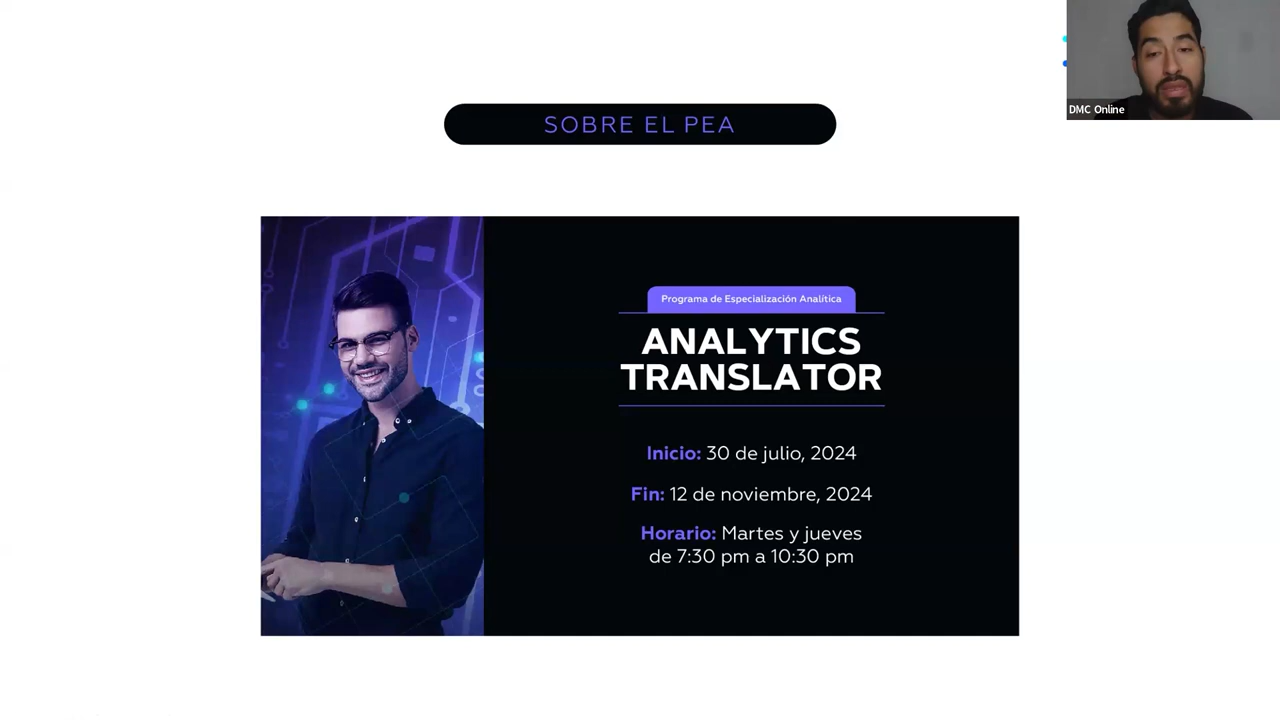 DMC Online
SOBRE EL PEA
Programa de Especialización Analítica
ANALYTICS
TRANSLATOR
Inicio: 30 de julio, 2024
Fin: 12 de noviembre, 2024
Horario: Martes y jueves
de 7:30 pm a 10:30 pm